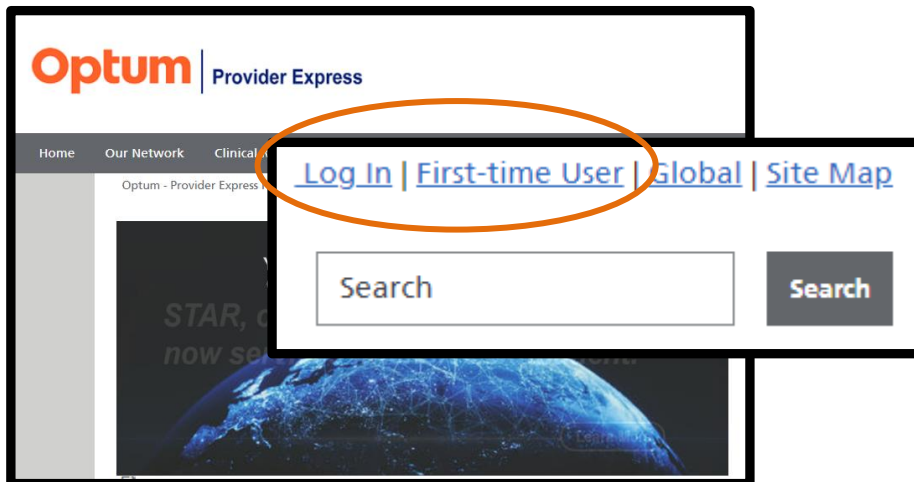 Optum | Provider Express
Home Our Network Clinical
Optum - Provider Express
Log In | First-time User | Global | Site Map
Search Search
STAR,
now